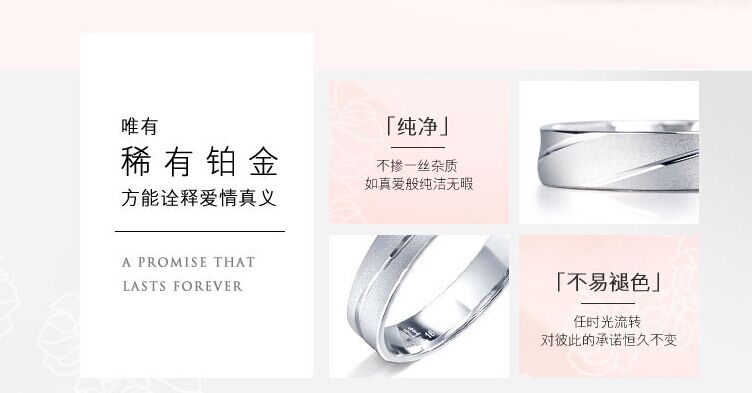 唯有
稀有铂金
方能诠释爱情真义
A PROMISE THAT
LASTS FOREVER
「纯净」
不掺一丝杂质
如真爱般纯洁无暇
「不易褪色」
任时光流转
对彼此的承诺恒久不变